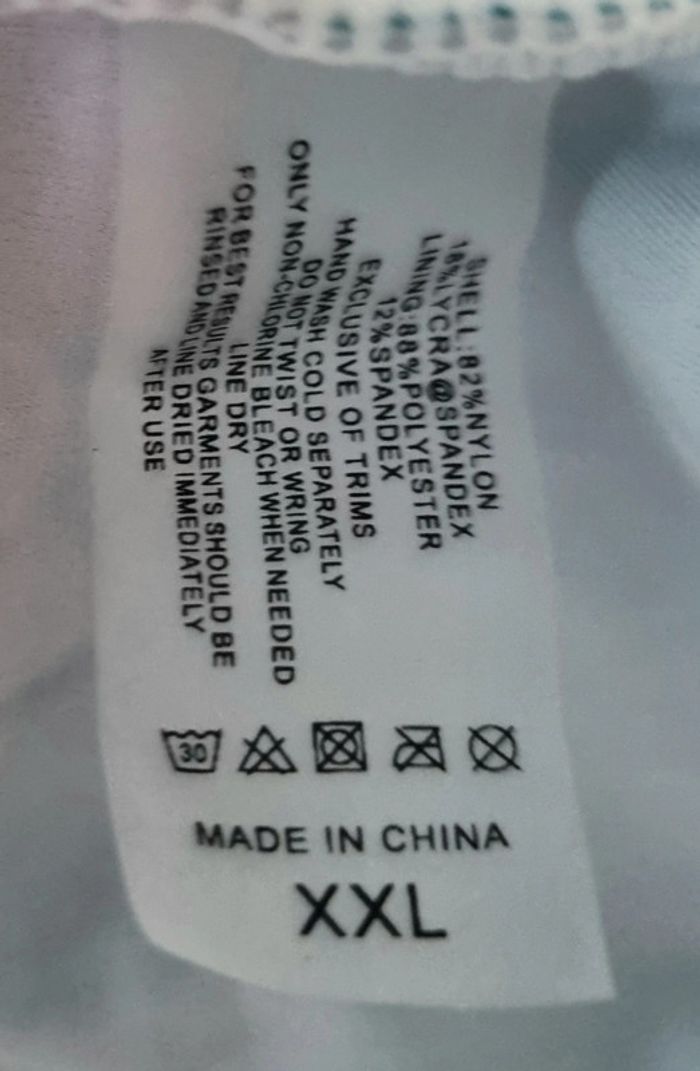 SHELL:82%NYLON
18%LYCRA@SPANDEX
LINING:88%POLYESTER
12%SPANDEX
EXCLUSIVE OF TRIMS
HAND WASH COLD SEPARATELY
DO NOT TWIST OR WRING
ONLY NON-CHLORINE BLEACH WHEN NEEDED
LINE DRY
FOR BEST RESULTS GARMENTS SHOULD BE
RINSED AND LINE DRIED IMMEDIATELY
AFTER USE
30
MADE IN CHINA
XXL